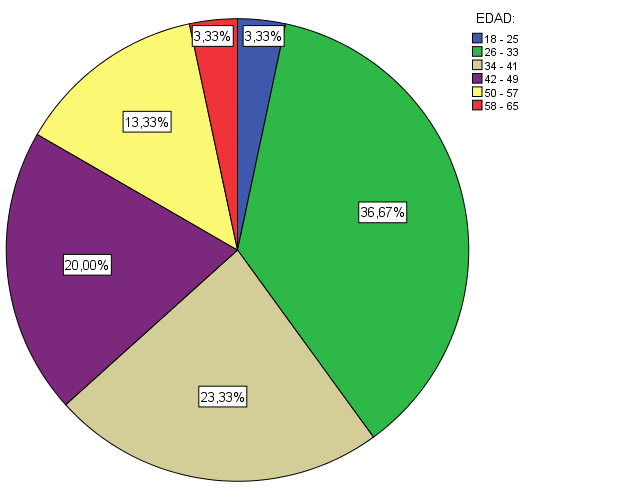 EDAD:
18 - 25
26 - 33
34 - 41
42 - 49
50 - 57
58 - 65
3,33%
3,33%
13,33%
36,67%
20,00%
23,33%